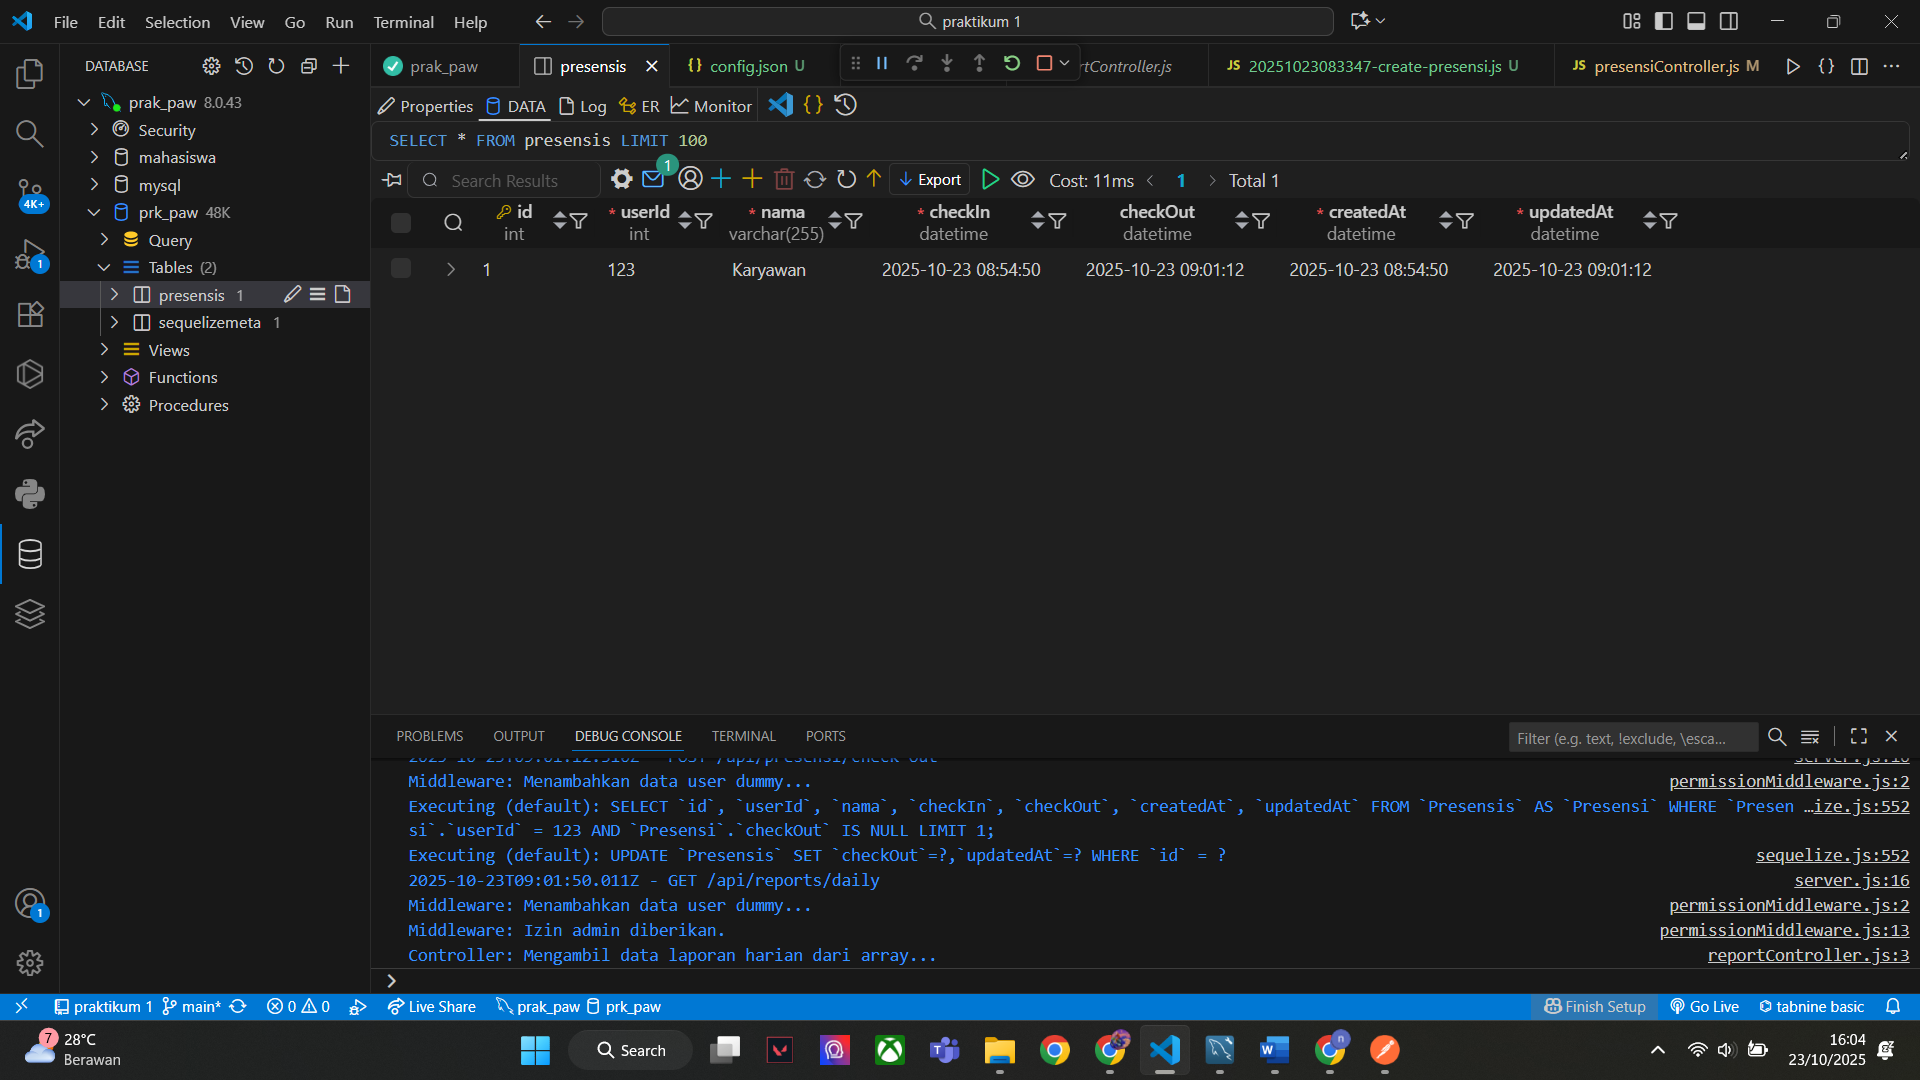 File Edit Selection View Go Run Terminal Help
praktikum 1
DATABASE
prak_paw
presensis
{} config.json U
rtController.js
JS 20251023083347-create-presensi.js U
JS presensiController.js M
prak_paw 8.0.43
Security
mahasiswa
mysql
prk_paw 48K
Query
Tables (2)
presensis 1
sequelizemeta 1
Views
Functions
Procedures
4K+
1
1
Properties DATA Log ER Monitor
SELECT * FROM presensis LIMIT 100
Search Results 1 Export Cost: 11ms 1 Total 1
id * userId * nama * checkIn checkOut * createdAt * updatedAt
int int varchar(255) datetime datetime datetime datetime
1 123 Karyawan 2025-10-23 08:54:50 2025-10-23 09:01:12 2025-10-23 08:54:50 2025-10-23 09:01:12
PROBLEMS OUTPUT DEBUG CONSOLE TERMINAL PORTS
Filter (e.g. text, !exclude, \esca...
Middleware: Menambahkan data user dummy... permissionMiddleware.js:2
Executing (default): SELECT `id`, `userId`, `nama`, `checkIn`, `checkOut`, `createdAt`, `updatedAt` FROM `Presensis` AS `Presensi` WHERE `Presen …ize.js:552
si`.`userId` = 123 AND `Presensi`.`checkOut` IS NULL LIMIT 1;
Executing (default): UPDATE `Presensis` SET `checkOut`=?,`updatedAt`=? WHERE `id` = ? sequelize.js:552
2025-10-23T09:01:50.011Z - GET /api/reports/daily server.js:16
Middleware: Menambahkan data user dummy... permissionMiddleware.js:2
Middleware: Izin admin diberikan. permissionMiddleware.js:13
Controller: Mengambil data laporan harian dari array... reportController.js:3
praktikum 1 main* 0 0 Live Share prak_paw prk_paw
Finish Setup Go Live tabnine basic
7
28°C
Berawan
Search
n
16:04
23/10/2025